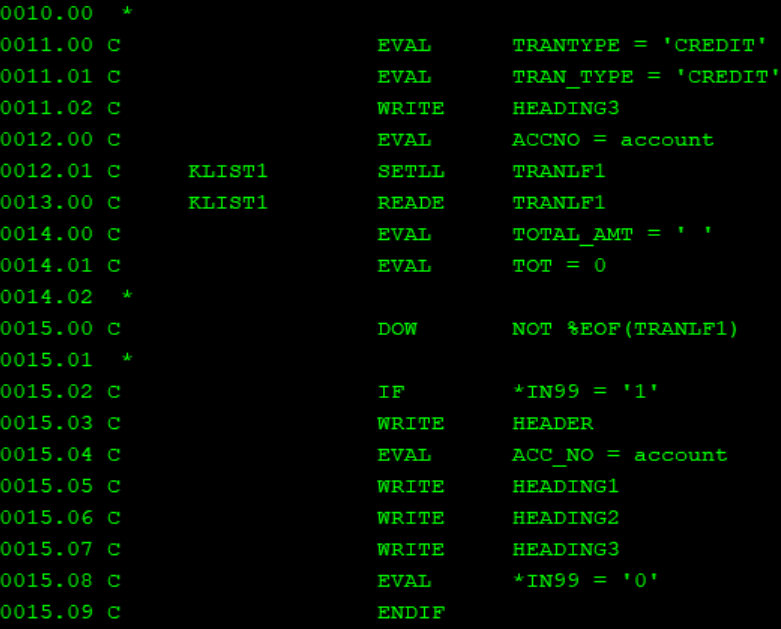 0010.00  *
0011.00 C                   EVAL      TRANTYPE = 'CREDIT'
0011.01 C                   EVAL      TRAN_TYPE = 'CREDIT'
0011.02 C                   WRITE     HEADING3
0012.00 C                   EVAL      ACCNO = account
0012.01 C     KLIST1        SETLL     TRANLF1
0013.00 C     KLIST1        READE     TRANLF1
0014.00 C                   EVAL      TOTAL_AMT = ' '
0014.01 C                   EVAL      TOT = 0
0014.02  *
0015.00 C                   DOW       NOT %EOF(TRANLF1)
0015.01  *
0015.02 C                   IF        *IN99 = '1'
0015.03 C                   WRITE     HEADER
0015.04 C                   EVAL      ACC_NO = account
0015.05 C                   WRITE     HEADING1
0015.06 C                   WRITE     HEADING2
0015.07 C                   WRITE     HEADING3
0015.08 C                   EVAL      *IN99 = '0'
0015.09 C                   ENDIF